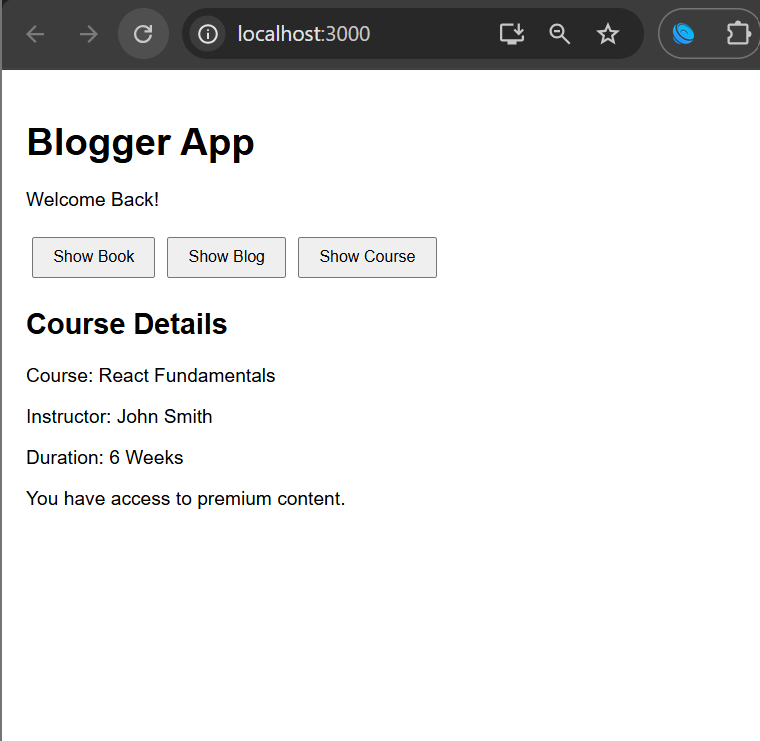 localhost:3000
Blogger App
Welcome Back!
Show Book Show Blog Show Course
Course Details
Course: React Fundamentals
Instructor: John Smith
Duration: 6 Weeks
You have access to premium content.